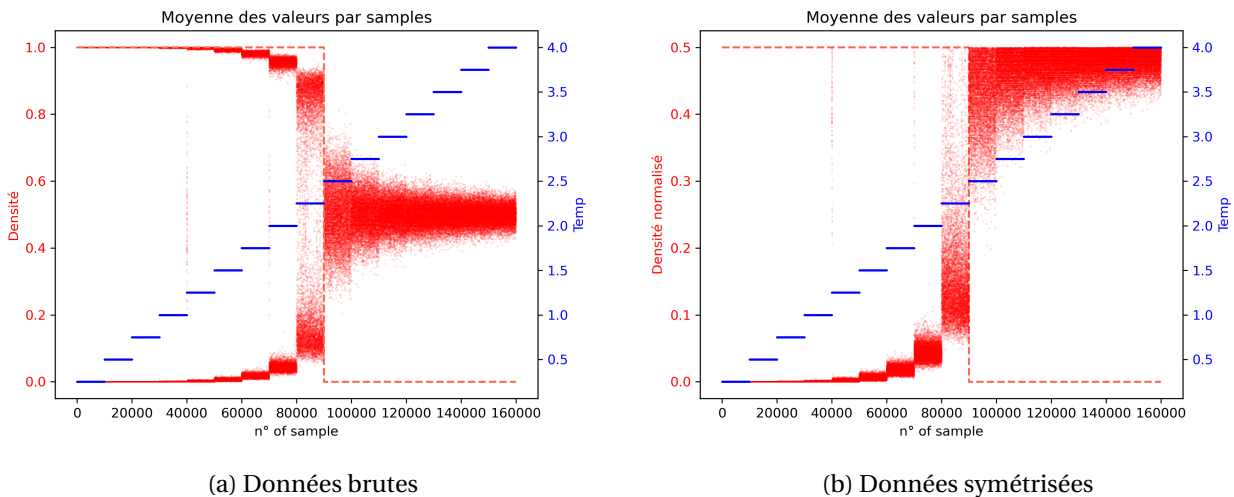 Moyenne des valeurs par samples
1.0
0.8
0.6
0.4
0.2
0.0
Densité
4.0
3.5
3.0
2.5
2.0
1.5
1.0
0.5
Temp
0 20000 40000 60000 80000 100000 120000 140000 160000
n° of sample
(a) Données brutes
Moyenne des valeurs par samples
0.5
0.4
0.3
0.2
0.1
0.0
Densité normalisé
4.0
3.5
3.0
2.5
2.0
1.5
1.0
0.5
Temp
0 20000 40000 60000 80000 100000 120000 140000 160000
n° of sample
(b) Données symétrisées